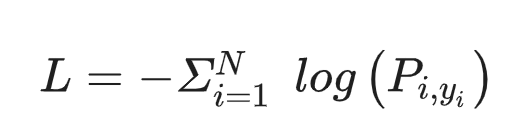 L = −Σ_{i=1}^{N} log(P_{i,y_i})